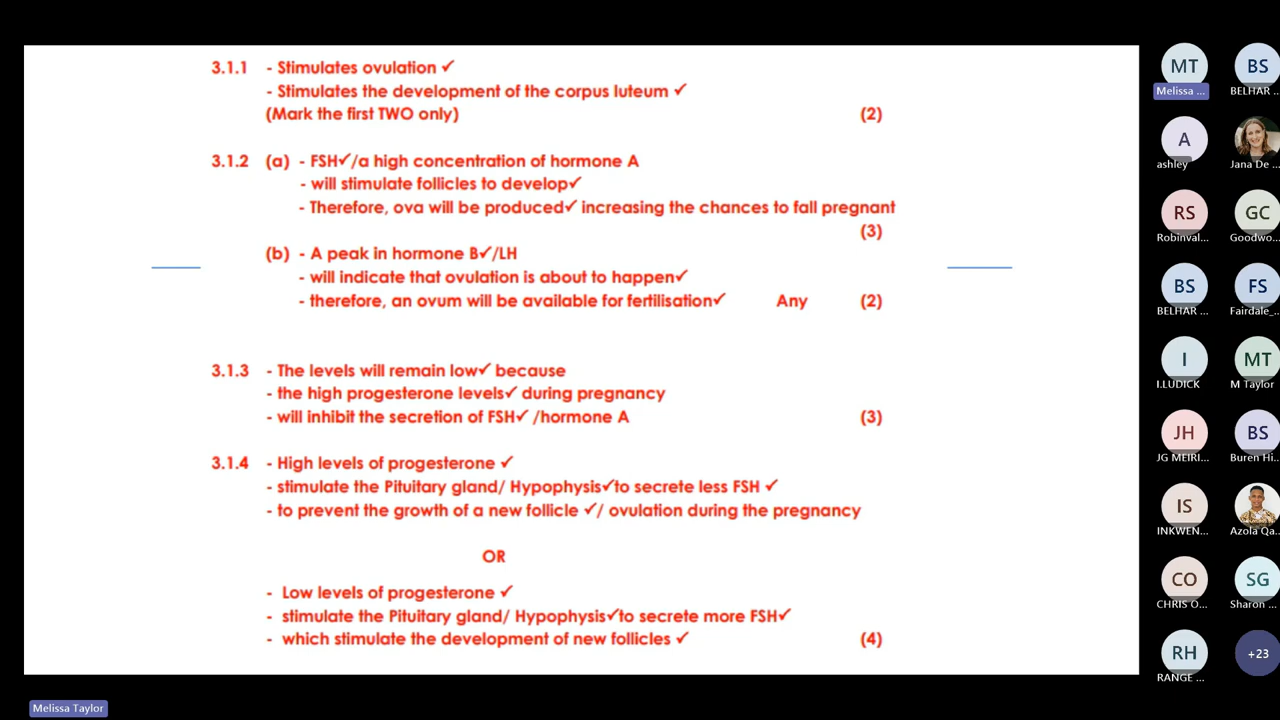 3.1.1 - Stimulates ovulation ✓
- Stimulates the development of the corpus luteum ✓
(Mark the first TWO only) (2)
3.1.2 (a) - FSH✓/a high concentration of hormone A
- will stimulate follicles to develop✓
- Therefore, ova will be produced✓ increasing the chances to fall pregnant
(3)
(b) - A peak in hormone B✓/LH
- will indicate that ovulation is about to happen✓
- therefore, an ovum will be available for fertilisation✓ Any (2)
3.1.3 - The levels will remain low✓ because
- the high progesterone levels✓ during pregnancy
- will inhibit the secretion of FSH✓ /hormone A (3)
3.1.4 - High levels of progesterone ✓
- stimulate the Pituitary gland/ Hypophysis✓to secrete less FSH ✓
- to prevent the growth of a new follicle ✓/ ovulation during the pregnancy
OR
- Low levels of progesterone ✓
- stimulate the Pituitary gland/ Hypophysis✓to secrete more FSH✓
- which stimulate the development of new follicles ✓ (4)
MT BS
Melissa ... BELHAR ...
A
ashley Jana De ...
RS GC
Robinval... Goodwo...
BS FS
BELHAR ... Fairdale_...
I MT
I.LUDICK M Taylor
JH BS
JG MEIRI... Buren Hi...
IS
INKWEN... Azola Qa...
CO SG
CHRIS O... Sharon ...
RH +23
RANGE ...
Melissa Taylor